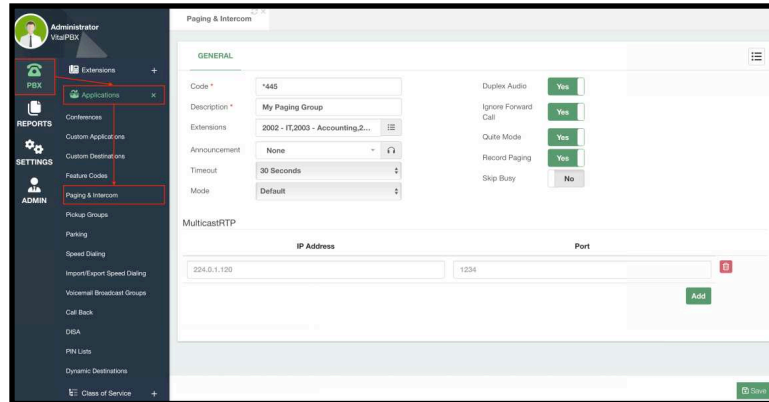 Administrator
VitalPBX
PBX
REPORTS
SETTINGS
ADMIN
Extensions +
Applications ×
Conferences
Custom Applications
Custom Destinations
Feature Codes
Paging & Intercom
Pickup Groups
Parking
Speed Dialing
Import/Export Speed Dialing
Voicemail Broadcast Groups
Call Back
DISA
PIN Lists
Dynamic Destinations
Class of Service +
Paging & Intercom
GENERAL
Code * *445
Description * My Paging Group
Extensions 2002 - IT,2003 - Accounting,2...
Announcement None
Timeout 30 Seconds
Mode Default
Duplex Audio Yes
Ignore Forward Call Yes
Quite Mode Yes
Record Paging Yes
Skip Busy No
MulticastRTP
IP Address Port
224.0.1.120 1234
Add
Save